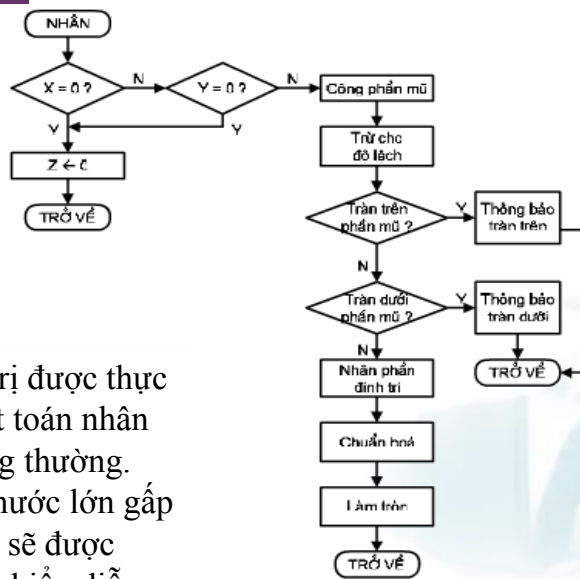 NHÂN
X = 0 ?
N
Y = 0 ?
N
Cộng phần mũ
Y
Y
Z ← 0
TRỞ VỀ
Trừ cho
độ lệch
Tràn trên
phần mũ ?
Y
Thông báo
tràn trên
N
Tràn dưới
phần mũ ?
Y
Thông báo
tràn dưới
N
TRỞ VỀ
Nhân phần
định trị
Chuẩn hoá
Làm tròn
TRỞ VỀ
rị được thực
t toán nhân
g thường.
nước lớn gấp
sẽ được